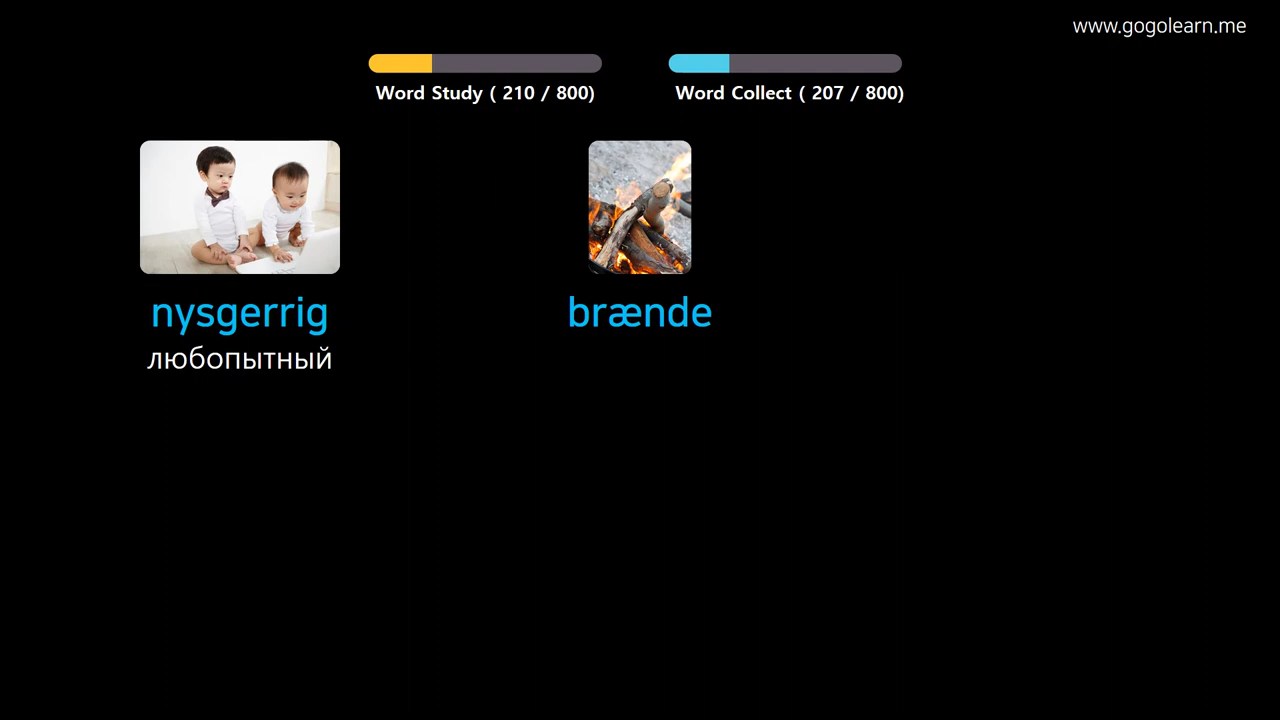 www.gogolearn.me
Word Study ( 210 / 800)
Word Collect ( 207 / 800)
nysgerrig
любопытный
brænde